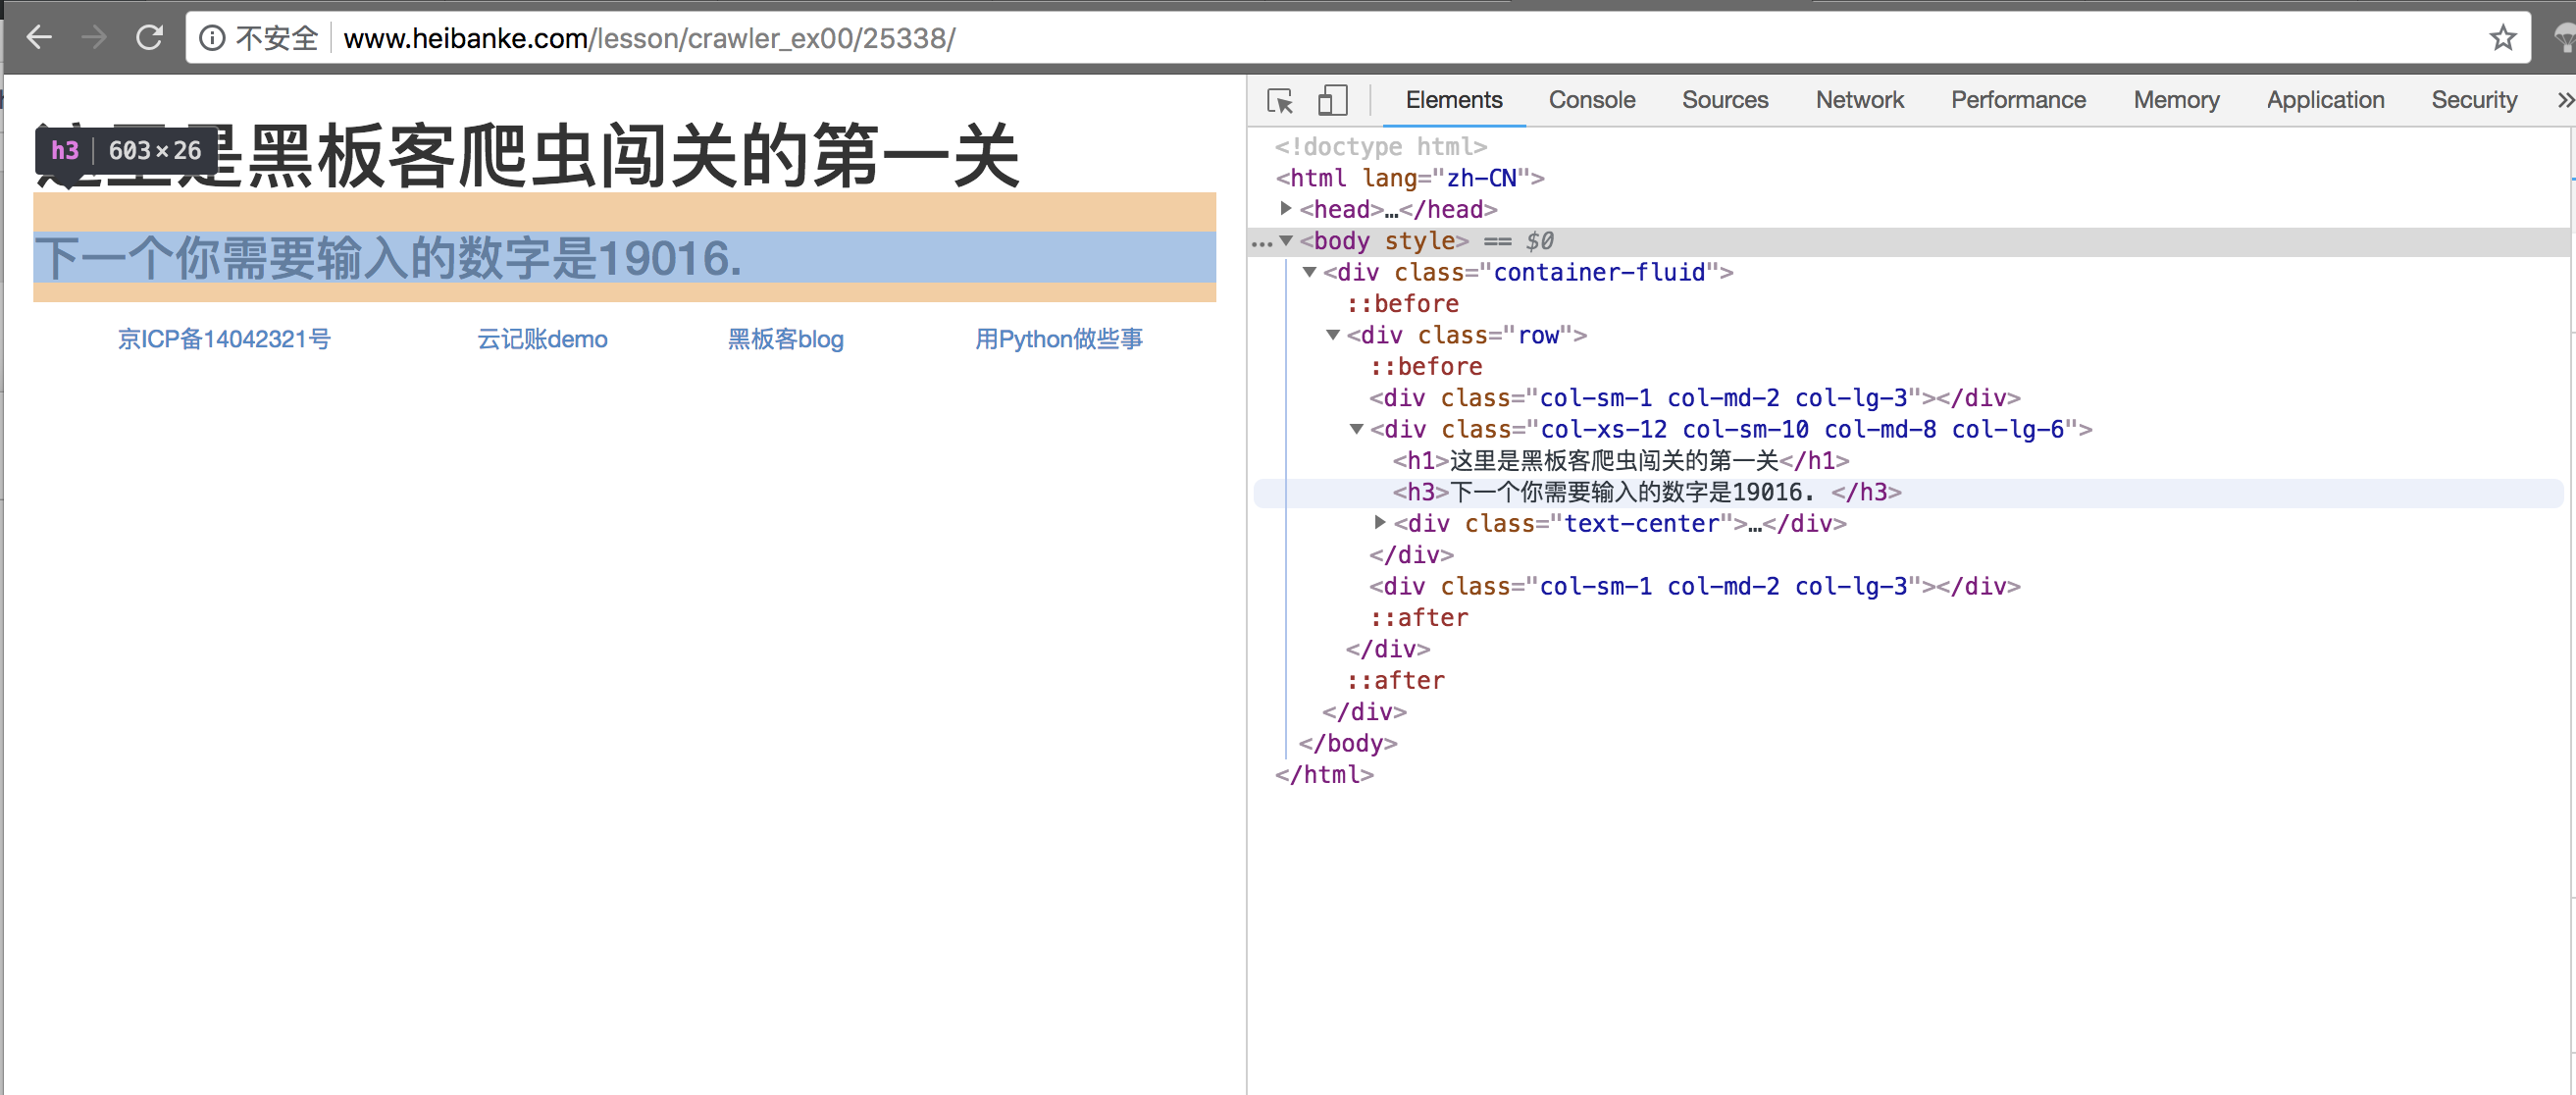 不安全 www.heibanke.com/lesson/crawler_ex00/25338/
这里是黑板客爬虫闯关的第一关
h3 603×26
下一个你需要输入的数字是19016.
京ICP备14042321号 云记账demo 黑板客blog 用Python做些事
Elements Console Sources Network Performance Memory Application Security »
<!doctype html>
<html lang="zh-CN">
<head>…</head>
… <body style> == $0
<div class="container-fluid">
::before
<div class="row">
::before
<div class="col-sm-1 col-md-2 col-lg-3"></div>
<div class="col-xs-12 col-sm-10 col-md-8 col-lg-6">
<h1>这里是黑板客爬虫闯关的第一关</h1>
<h3>下一个你需要输入的数字是19016. </h3>
<div class="text-center">…</div>
</div>
<div class="col-sm-1 col-md-2 col-lg-3"></div>
::after
</div>
::after
</div>
</body>
</html>